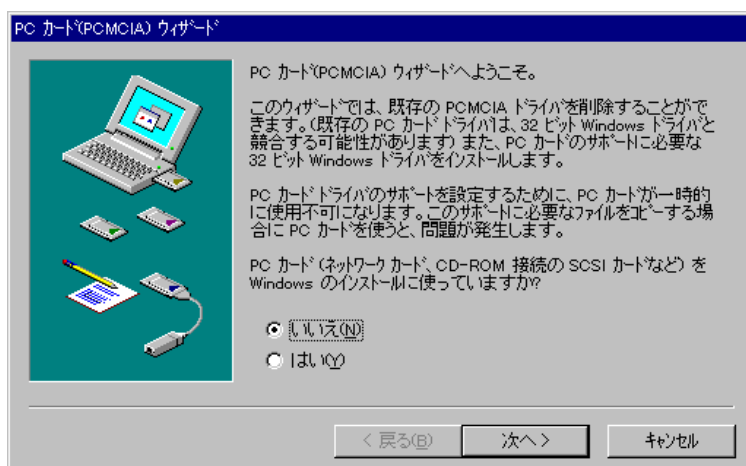 PC カード(PCMCIA) ウィザード
PC カード(PCMCIA) ウィザードへようこそ。
このウィザードでは、既存の PCMCIA ドライバを削除することがで
きます。(既存の PC カード ドライバは、32 ビット Windows ドライバと
競合する可能性があります) また、PC カードのサポートに必要な
32 ビット Windows ドライバをインストールします。
PC カード ドライバのサポートを設定するために、PC カードが一時的
に使用不可になります。このサポートに必要なファイルをコピーする場
合に PC カードを使うと、問題が発生します。
PC カード (ネットワーク カード、CD-ROM 接続の SCSI カードなど) を
Windows のインストールに使っていますか?
いいえ(N)
はい(Y)
< 戻る(B)
次へ >
キャンセル